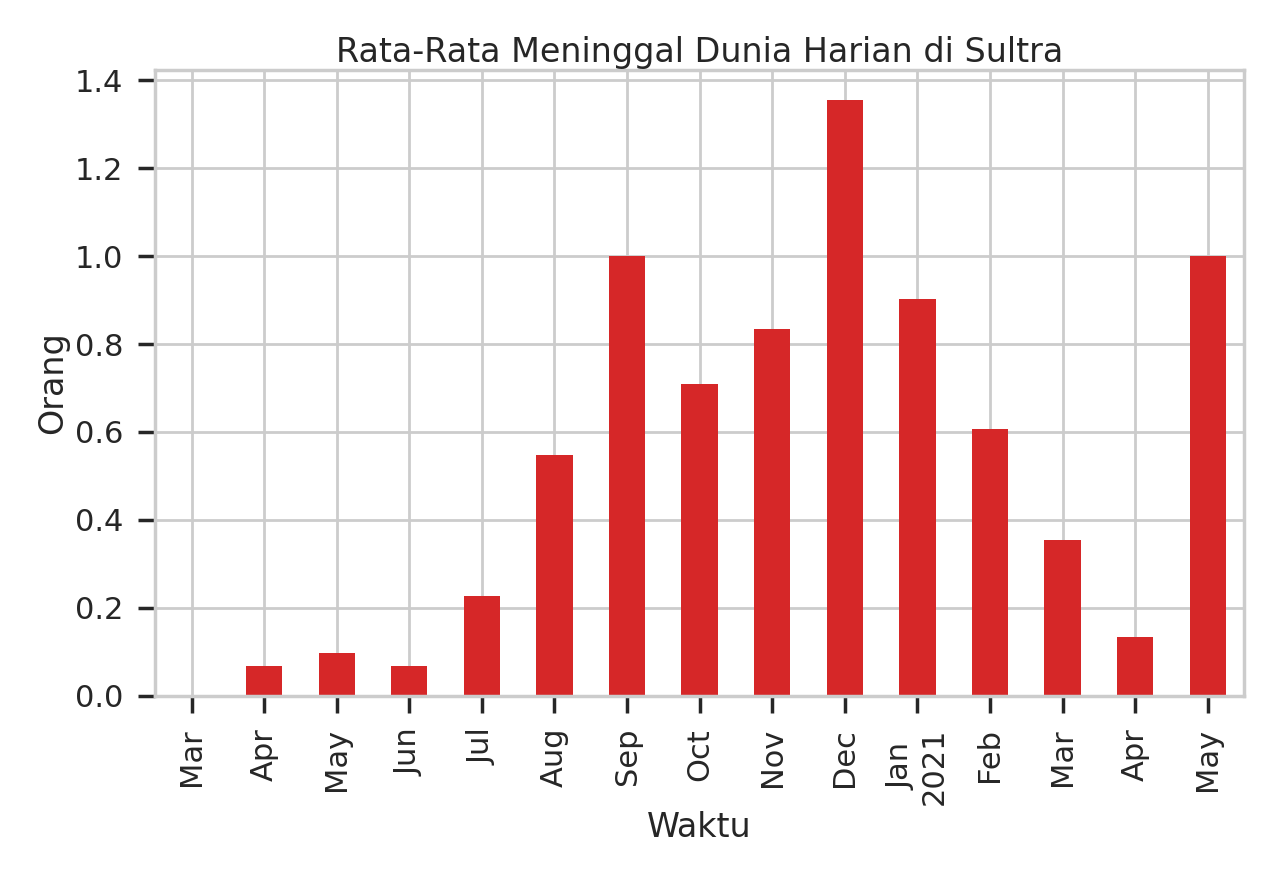 Rata-Rata Meninggal Dunia Harian di Sultra
1.4
1.2
1.0
0.8
0.6
0.4
0.2
0.0
Orang
Mar
Apr
May
Jun
Jul
Aug
Sep
Oct
Nov
Dec
Jan
2021
Feb
Mar
Apr
May
Waktu